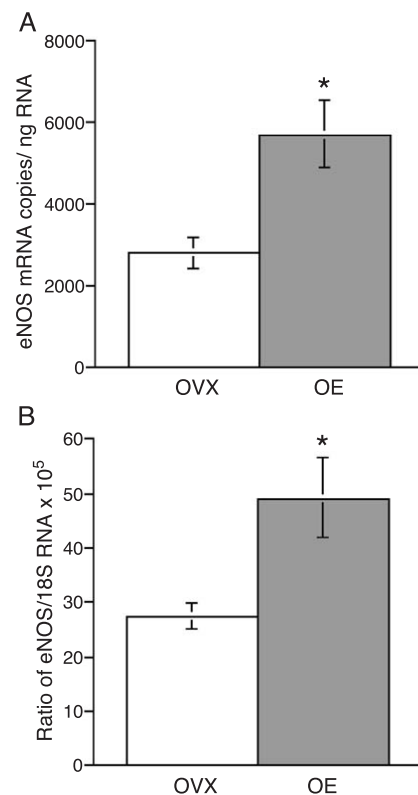 A
eNOS mRNA copies/ ng RNA
8000
6000
4000
2000
0
*
OVX
OE
B
Ratio of eNOS/18S RNA x 10⁵
60
50
40
30
20
10
0
*
OVX
OE